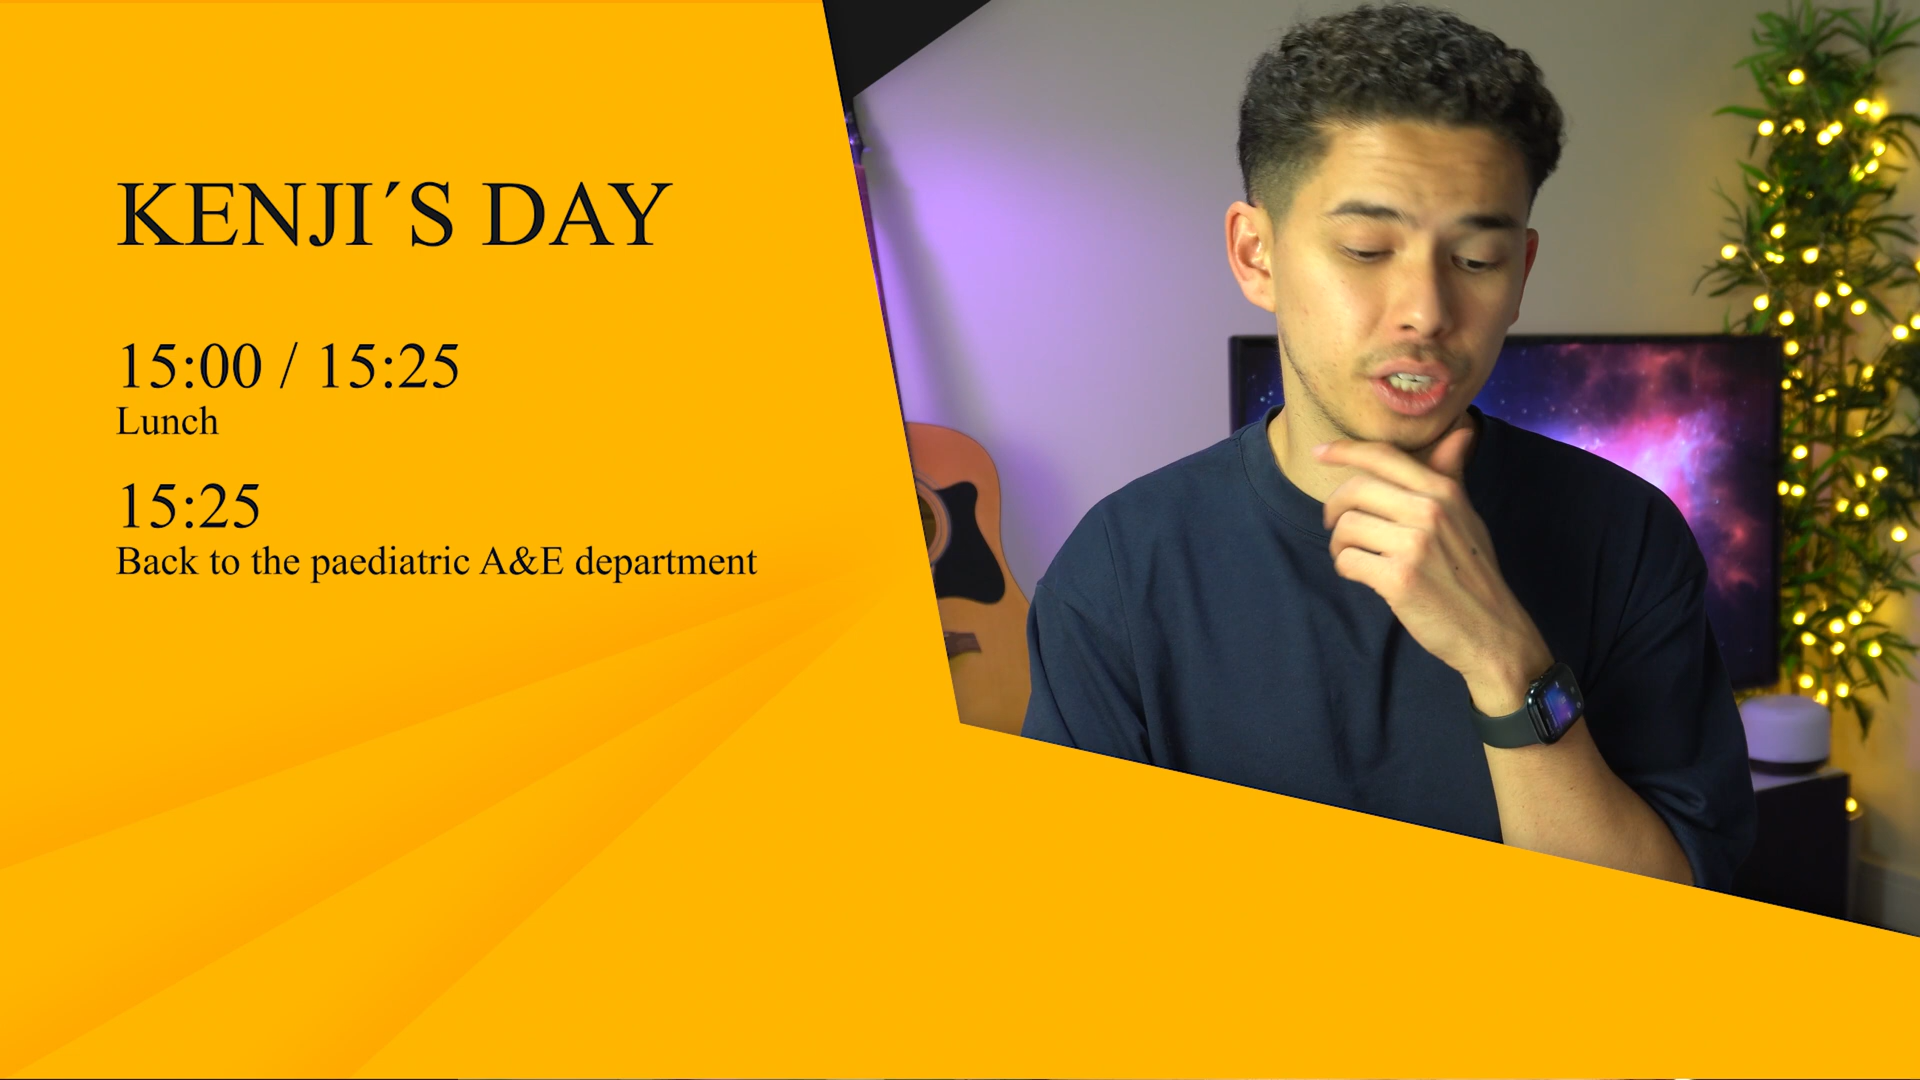 KENJI´S DAY
15:00 / 15:25
Lunch
15:25
Back to the paediatric A&E department